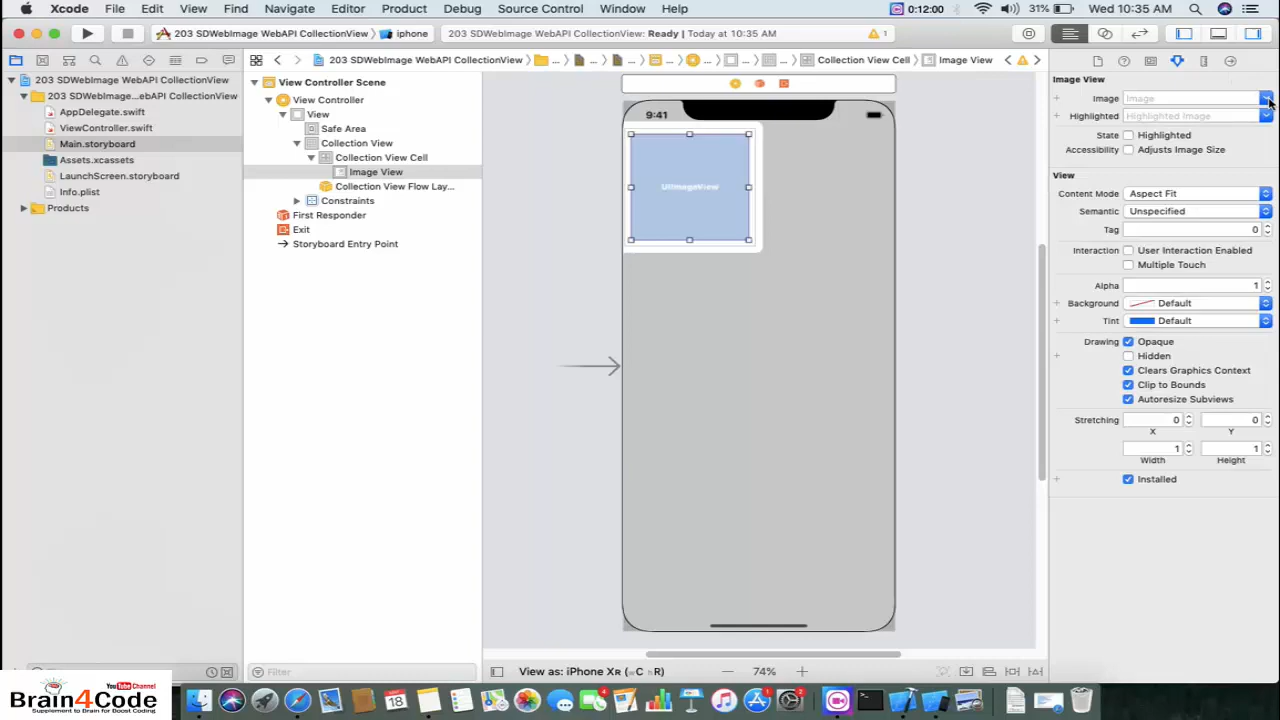 Xcode File Edit View Find Navigate Editor Product Debug Source Control Window Help 0:12:00 31% Wed 10:35 AM
203 SDWebImage WebAPI CollectionView iphone 203 SDWebImage WebAPI CollectionView: Ready | Today at 10:35 AM 1
203 SDWebImage WebAPI CollectionView ... ... ... ... ... ... ... Collection View Cell Image View
203 SDWebImage WebAPI CollectionView
203 SDWebImage...ebAPI CollectionView
AppDelegate.swift
ViewController.swift
Main.storyboard
Assets.xcassets
LaunchScreen.storyboard
Info.plist
Products
View Controller Scene
View Controller
View
Safe Area
Collection View
Collection View Cell
Image View
Collection View Flow Lay...
Constraints
First Responder
Exit
Storyboard Entry Point
Filter
9:41
UIImageView
View as: iPhone XR (wC hR)
74%
Image View
Image Image
Highlighted Highlighted Image
State Highlighted
Accessibility Adjusts Image Size
View
Content Mode Aspect Fit
Semantic Unspecified
Tag 0
Interaction User Interaction Enabled
Multiple Touch
Alpha 1
Background Default
Tint Default
Drawing Opaque
Hidden
Clears Graphics Context
Clip to Bounds
Autoresize Subviews
Stretching 0 0
X Y
1 1
Width Height
Installed
YouTube Channel
Brain4Code
Supplement to Brain for Boost Coding
18
4
1
2